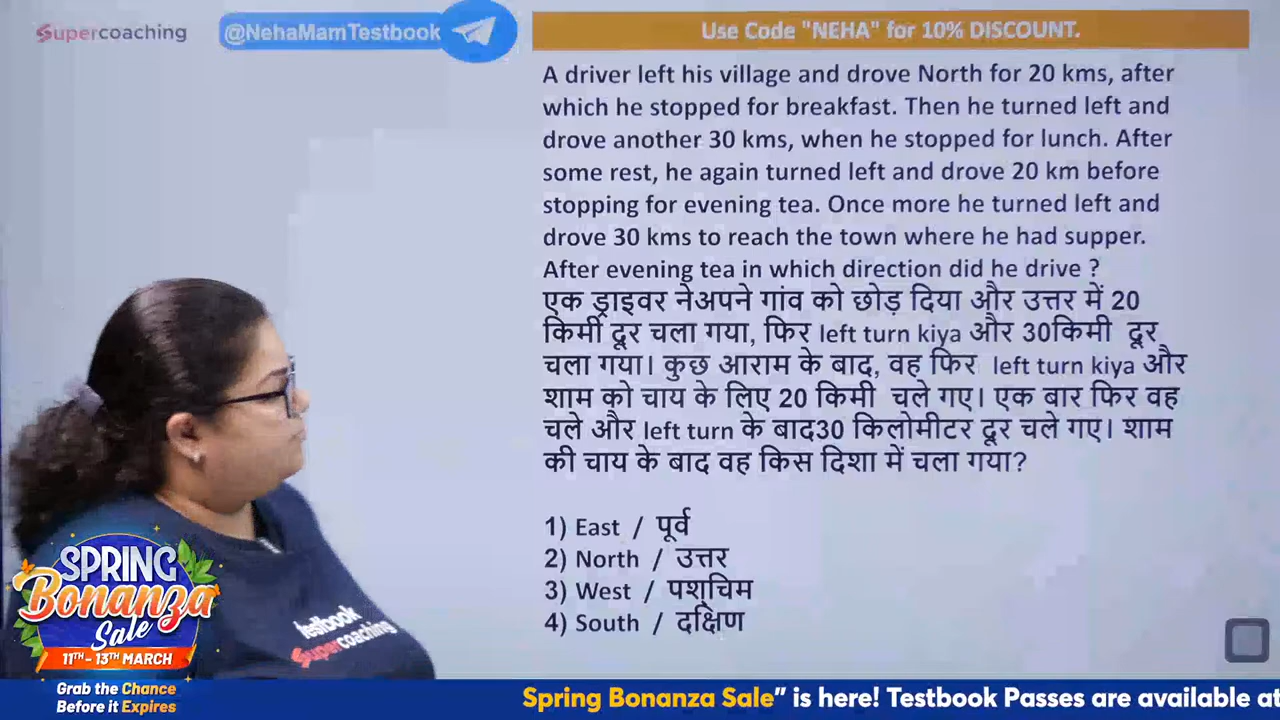 Supercoaching
@NehaMamTestbook
Use Code "NEHA" for 10% DISCOUNT.
A driver left his village and drove North for 20 kms, after
which he stopped for breakfast. Then he turned left and
drove another 30 kms, when he stopped for lunch. After
some rest, he again turned left and drove 20 km before
stopping for evening tea. Once more he turned left and
drove 30 kms to reach the town where he had supper.
After evening tea in which direction did he drive ?
एक ड्राइवर नेअपने गांव को छोड़ दिया और उत्तर में 20
किमी दूर चला गया, फिर left turn kiya और 30किमी दूर
चला गया। कुछ आराम के बाद, वह फिर left turn kiya और
शाम को चाय के लिए 20 किमी चले गए। एक बार फिर वह
चले और left turn के बाद30 किलोमीटर दूर चले गए। शाम
की चाय के बाद वह किस दिशा में चला गया?
1) East / पूर्व
2) North / उत्तर
3) West / पश्चिम
4) South / दक्षिण
testbook
Supercoaching
SPRING
Bonanza
Sale
11TH - 13TH MARCH
Grab the Chance
Before it Expires
Spring Bonanza Sale” is here! Testbook Passes are available at